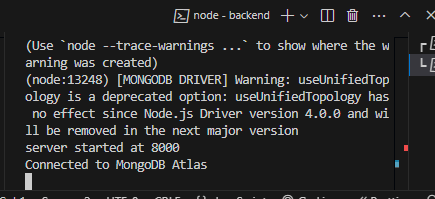 node - backend
(Use `node --trace-warnings ...` to show where the w
arning was created)
(node:13248) [MONGODB DRIVER] Warning: useUnifiedTop
ology is a deprecated option: useUnifiedTopology has
 no effect since Node.js Driver version 4.0.0 and wi
ll be removed in the next major version
server started at 8000
Connected to MongoDB Atlas